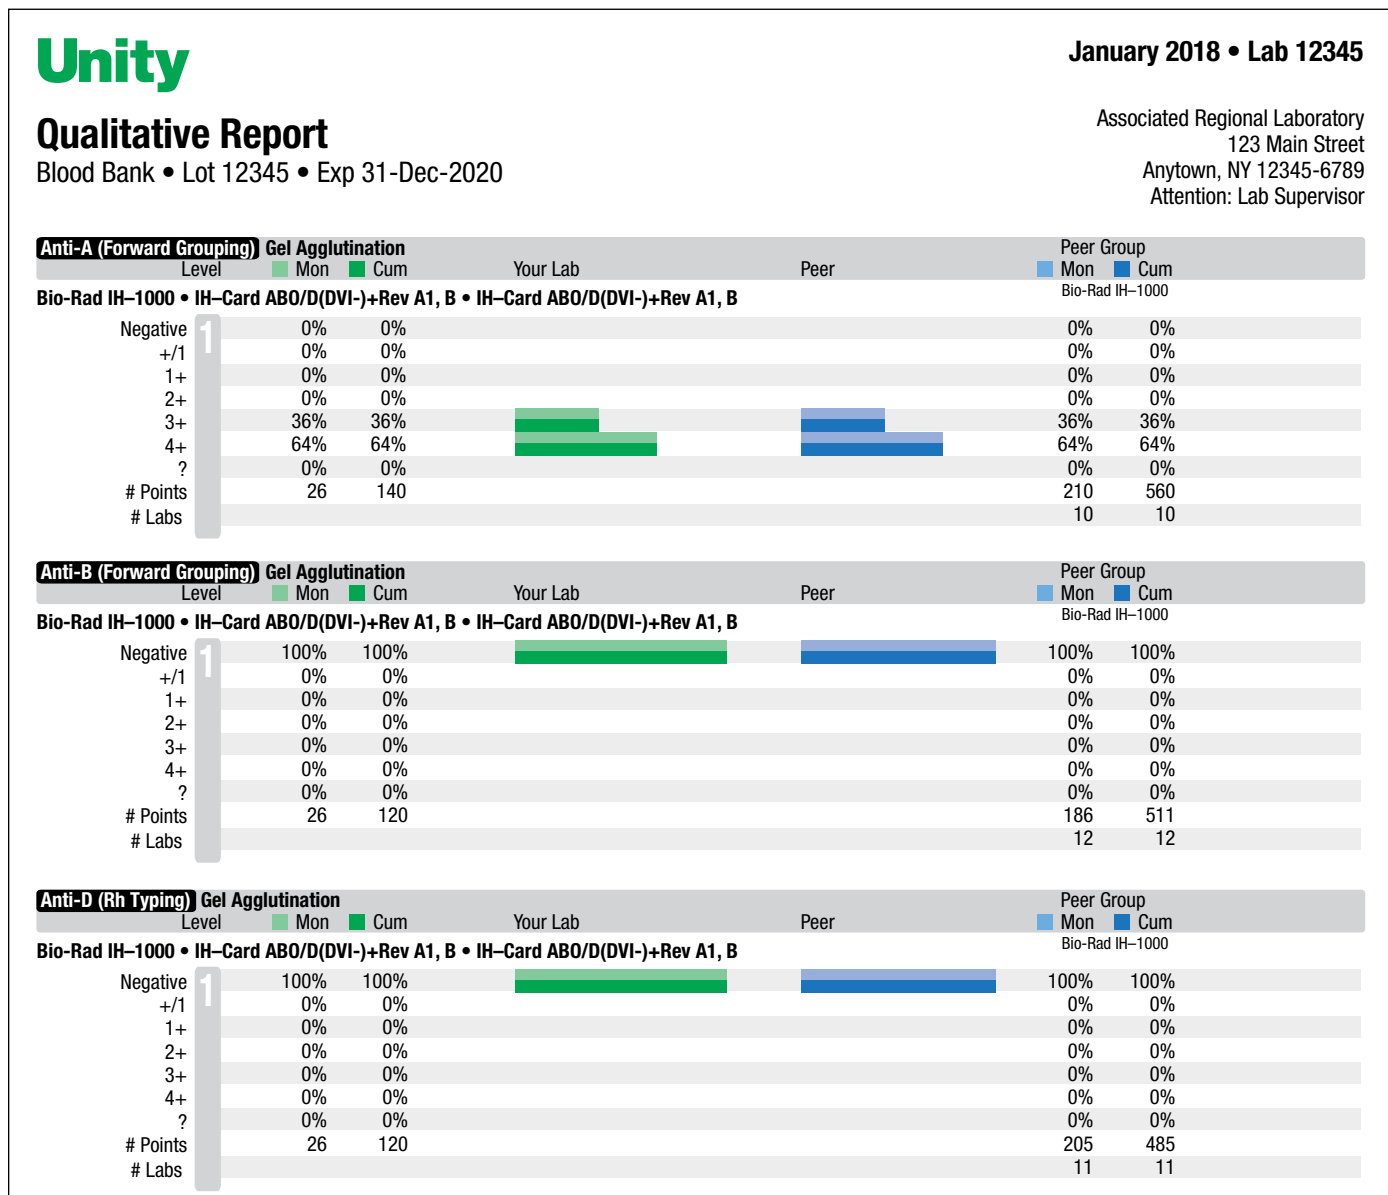 Unity
January 2018 • Lab 12345
Qualitative Report
Blood Bank • Lot 12345 • Exp 31-Dec-2020
Associated Regional Laboratory
123 Main Street
Anytown, NY 12345-6789
Attention: Lab Supervisor
Anti-A (Forward Grouping) Gel Agglutination Peer Group
Level Mon Cum Your Lab Peer Mon Cum
Bio-Rad IH–1000 • IH–Card ABO/D(DVI-)+Rev A1, B • IH–Card ABO/D(DVI-)+Rev A1, B Bio-Rad IH–1000
Negative 1 0% 0% 0% 0%
+/1 0% 0% 0% 0%
1+ 0% 0% 0% 0%
2+ 0% 0% 0% 0%
3+ 36% 36% 36% 36%
4+ 64% 64% 64% 64%
? 0% 0% 0% 0%
# Points 26 140 210 560
# Labs 10 10
Anti-B (Forward Grouping) Gel Agglutination Peer Group
Level Mon Cum Your Lab Peer Mon Cum
Bio-Rad IH–1000 • IH–Card ABO/D(DVI-)+Rev A1, B • IH–Card ABO/D(DVI-)+Rev A1, B Bio-Rad IH–1000
Negative 1 100% 100% 100% 100%
+/1 0% 0% 0% 0%
1+ 0% 0% 0% 0%
2+ 0% 0% 0% 0%
3+ 0% 0% 0% 0%
4+ 0% 0% 0% 0%
? 0% 0% 0% 0%
# Points 26 120 186 511
# Labs 12 12
Anti-D (Rh Typing) Gel Agglutination Peer Group
Level Mon Cum Your Lab Peer Mon Cum
Bio-Rad IH–1000 • IH–Card ABO/D(DVI-)+Rev A1, B • IH–Card ABO/D(DVI-)+Rev A1, B Bio-Rad IH–1000
Negative 1 100% 100% 100% 100%
+/1 0% 0% 0% 0%
1+ 0% 0% 0% 0%
2+ 0% 0% 0% 0%
3+ 0% 0% 0% 0%
4+ 0% 0% 0% 0%
? 0% 0% 0% 0%
# Points 26 120 205 485
# Labs 11 11